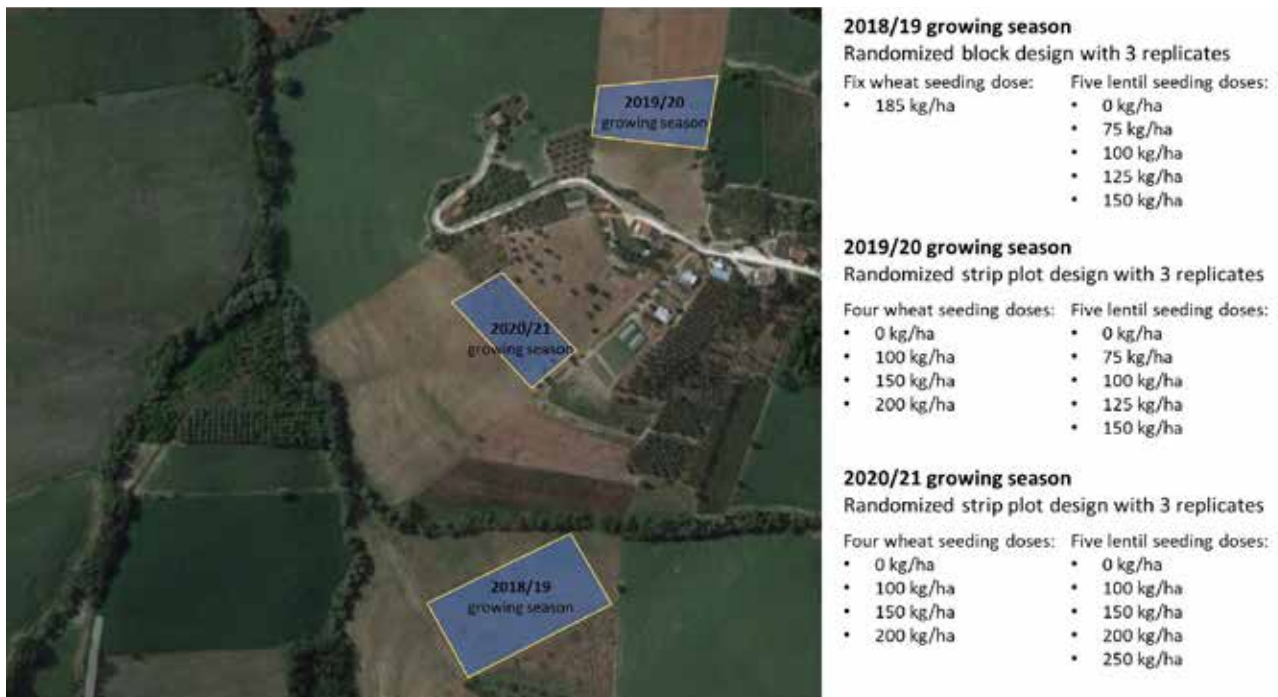 2019/20
growing season
2020/21
growing season
2018/19
growing season
2018/19 growing season
Randomized block design with 3 replicates
Fix wheat seeding dose:
• 185 kg/ha
Five lentil seeding doses:
• 0 kg/ha
• 75 kg/ha
• 100 kg/ha
• 125 kg/ha
• 150 kg/ha
2019/20 growing season
Randomized strip plot design with 3 replicates
Four wheat seeding doses:
• 0 kg/ha
• 100 kg/ha
• 150 kg/ha
• 200 kg/ha
Five lentil seeding doses:
• 0 kg/ha
• 75 kg/ha
• 100 kg/ha
• 125 kg/ha
• 150 kg/ha
2020/21 growing season
Randomized strip plot design with 3 replicates
Four wheat seeding doses:
• 0 kg/ha
• 100 kg/ha
• 150 kg/ha
• 200 kg/ha
Five lentil seeding doses:
• 0 kg/ha
• 100 kg/ha
• 150 kg/ha
• 200 kg/ha
• 250 kg/ha